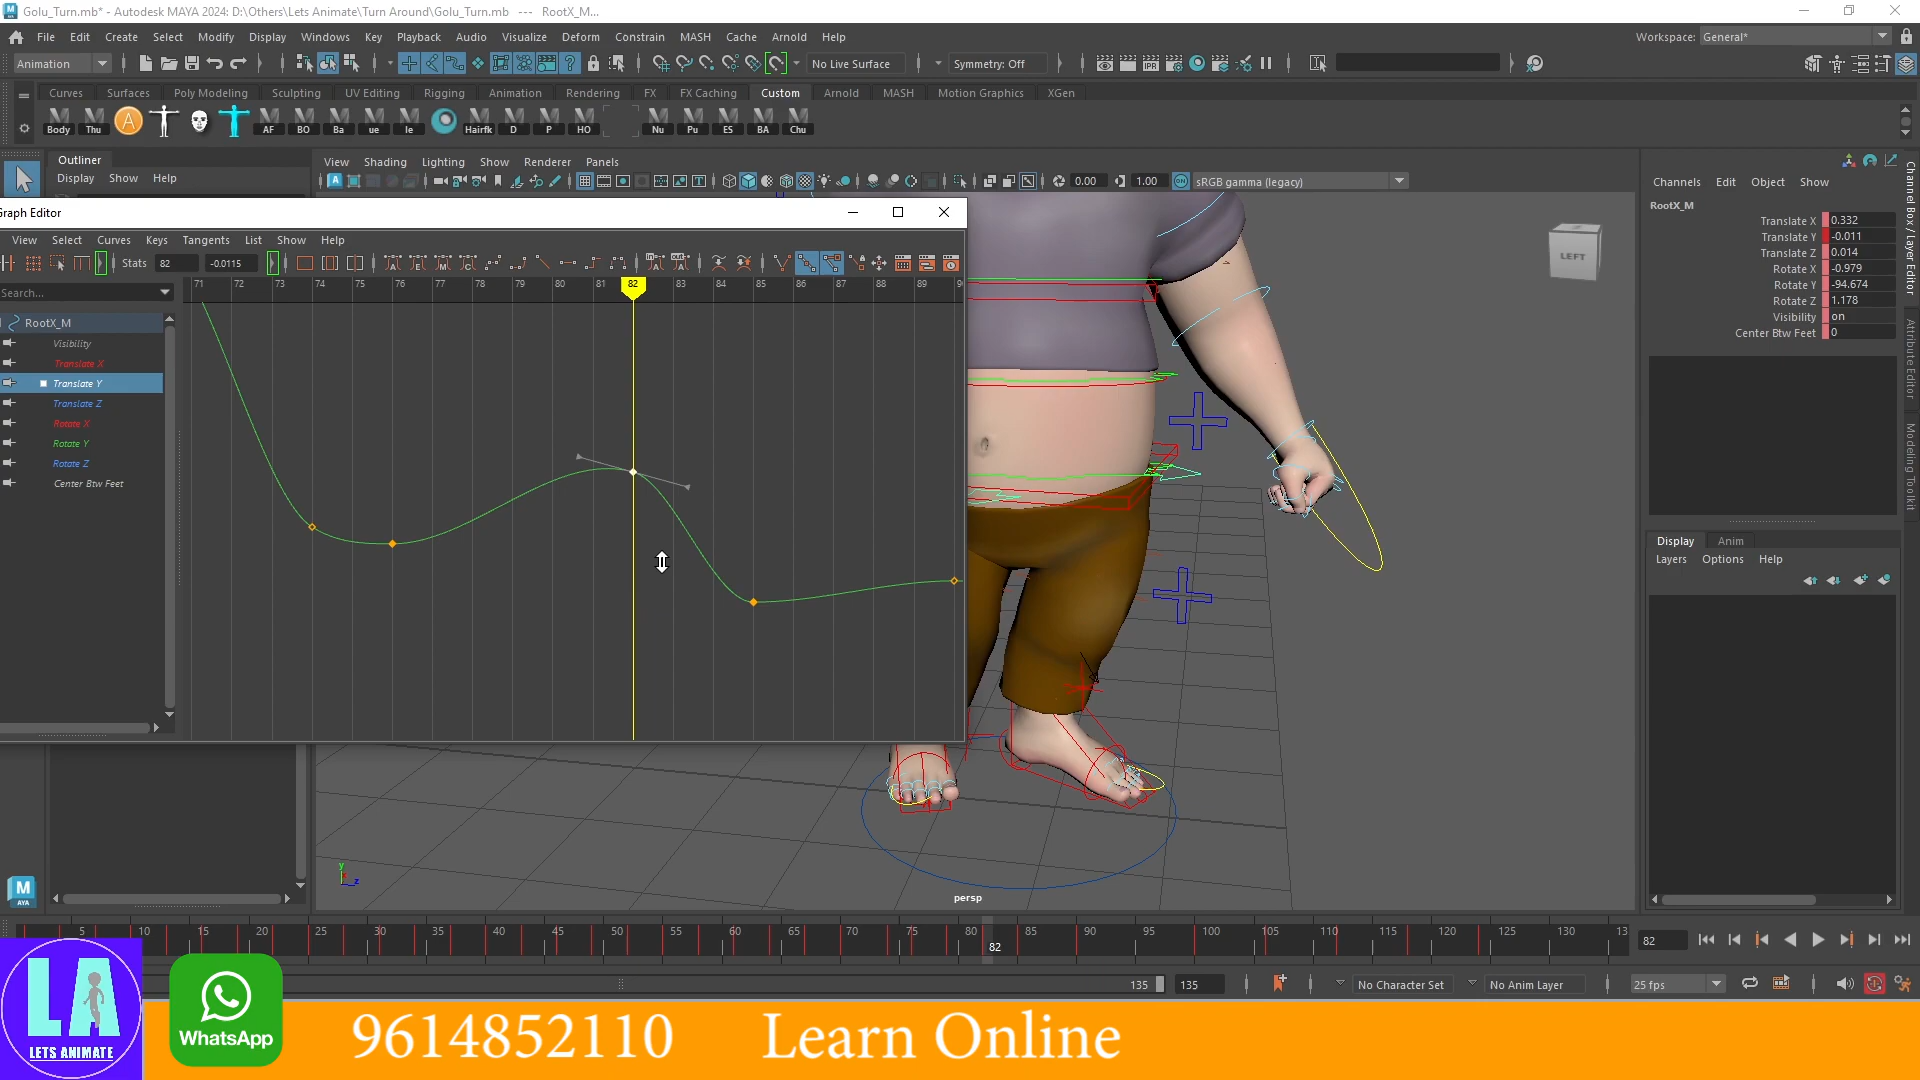 Golu_Turn.mb* - Autodesk MAYA 2024: D:\Others\Lets Animate\Turn Around\Golu_Turn.mb   ---   RootX_M...
File Edit Create Select Modify Display Windows Key Playback Audio Visualize Deform Constrain MASH Cache Arnold Help
Workspace: General*
Animation
No Live Surface
Symmetry: Off
Curves Surfaces Poly Modeling Sculpting UV Editing Rigging Animation Rendering FX FX Caching Custom Arnold MASH Motion Graphics XGen
Body Thu A AF BO Ba ue le Hairfk D P HO Nu Pu ES BA Chu
Outliner
Display Show Help
View Shading Lighting Show Renderer Panels
0.00 1.00 sRGB gamma (legacy)
Graph Editor
View Select Curves Keys Tangents List Show Help
Stats 82 -0.0115
Search...
71 72 73 74 75 76 77 78 79 80 81 82 83 84 85 86 87 88 89
RootX_M
Visibility
Translate X
Translate Y
Translate Z
Rotate X
Rotate Y
Rotate Z
Center Btw Feet
LEFT
Channels Edit Object Show
RootX_M
Translate X 0.332
Translate Y -0.011
Translate Z 0.014
Rotate X -0.979
Rotate Y -94.674
Rotate Z 1.178
Visibility on
Center Btw Feet 0
Channel Box / Layer Editor
Attribute Editor
Modeling Toolkit
Display Anim
Layers Options Help
y
z
persp
M
AYA
5 10 15 20 25 30 35 40 45 50 55 60 65 70 75 80 85 90 95 100 105 110 115 120 125 130 13
82
82
135 135
No Character Set
No Anim Layer
25 fps
LA
LETS ANIMATE
WhatsApp
9614852110 Learn Online